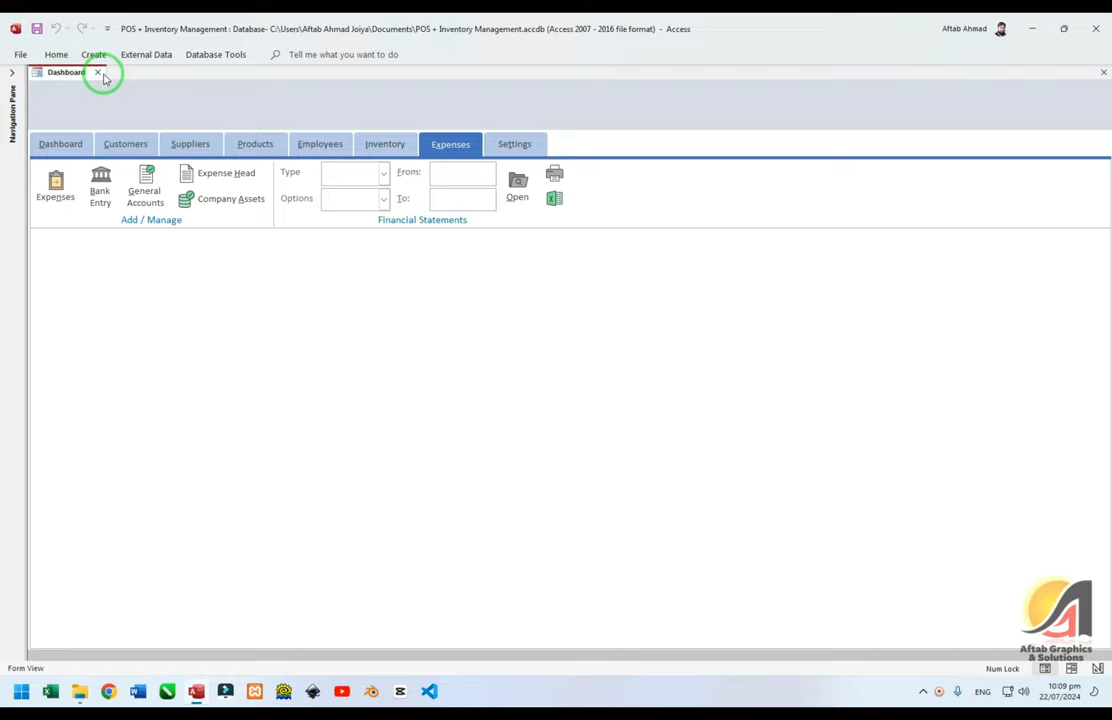 POS + Inventory Management : Database- C:\Users\Aftab Ahmad Joiya\Documents\POS + Inventory Management.accdb (Access 2007 - 2016 file format) - Access
Aftab Ahmad
File Home Create External Data Database Tools Tell me what you want to do
Dashboard
Navigation Pane
Dashboard Customers Suppliers Products Employees Inventory Expenses Settings
Expenses
Bank Entry
General Accounts
Expense Head
Company Assets
Add / Manage
Type
From:
Options
To:
Open
Financial Statements
Aftab Graphics
& Solutions
Form View
Num Lock
ENG
10:09 pm
22/07/2024